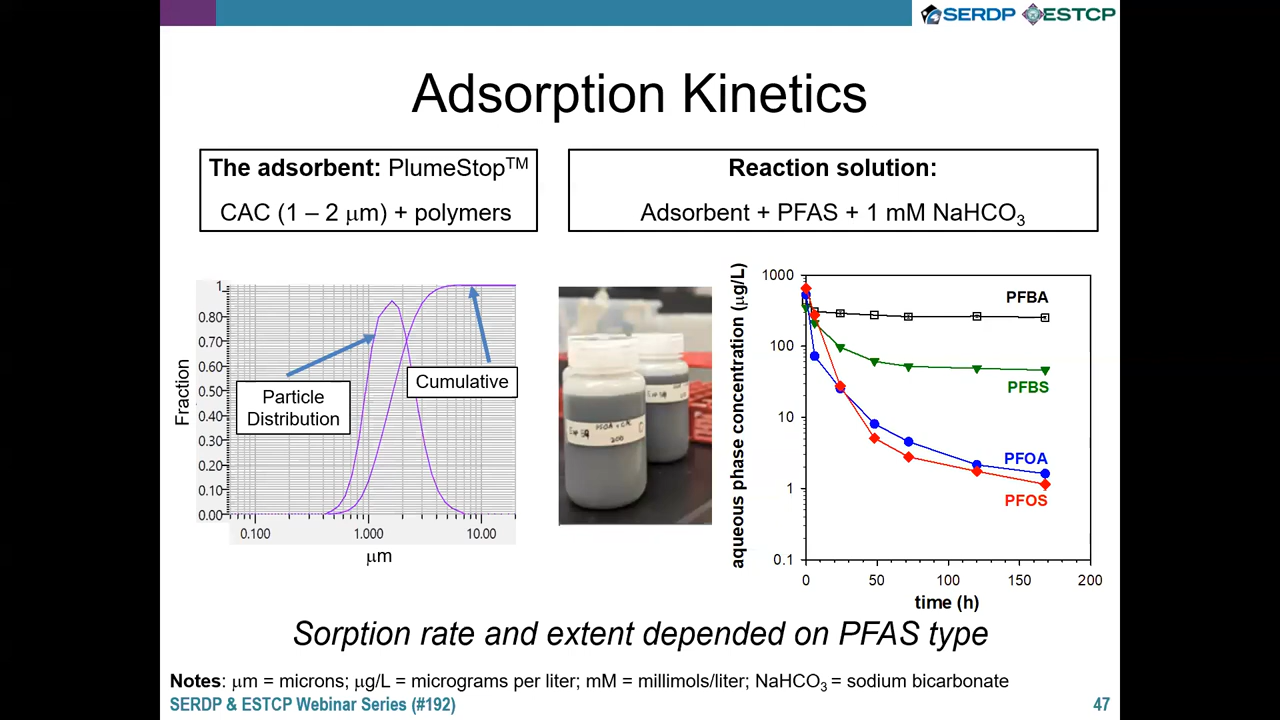 SERDP ESTCP
Adsorption Kinetics
The adsorbent: PlumeStop™
CAC (1 – 2 μm) + polymers
Reaction solution:
Adsorbent + PFAS + 1 mM NaHCO₃
Fraction
1
0.80
0.70
0.60
0.50
0.40
0.30
0.20
0.10
0.00
0.100
1.000
10.00
μm
Particle
Distribution
Cumulative
aqueous phase concentration (μg/L)
1000
100
10
1
0.1
0
50
100
150
200
time (h)
PFBA
PFBS
PFOA
PFOS
Sorption rate and extent depended on PFAS type
Notes: μm = microns; μg/L = micrograms per liter; mM = millimols/liter; NaHCO₃ = sodium bicarbonate
SERDP & ESTCP Webinar Series (#192)
47